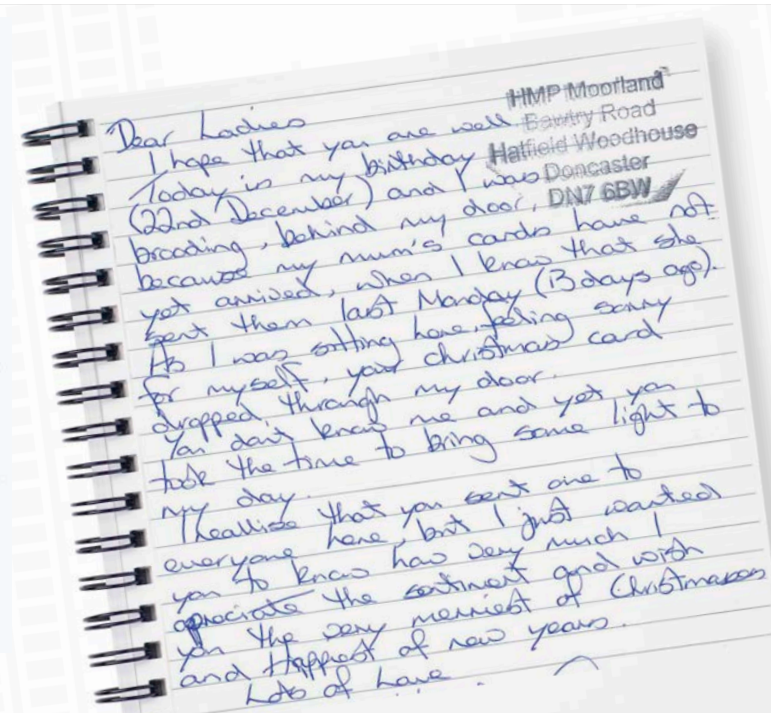 HMP Moorland
Bawtry Road
Hatfield Woodhouse
Doncaster
DN7 6BW
Dear Ladies
I hope that you are well
Today is my birthday
(22nd December) and I was
brooding, behind my door,
because my mum's cards have not
yet arrived, when I know that she
sent them last Monday (13 days ago).
As I was sitting here, feeling sorry
for myself, your christmas card
dropped through my door.
You don't know me and yet you
took the time to bring some light to
my day.
I reallise that you sent one to
everyone here, but I just wanted
you to know how very much I
apreciate the sentiment and wish
you the very merriest of Christmases
and Happiest of new years.
Lots of Love